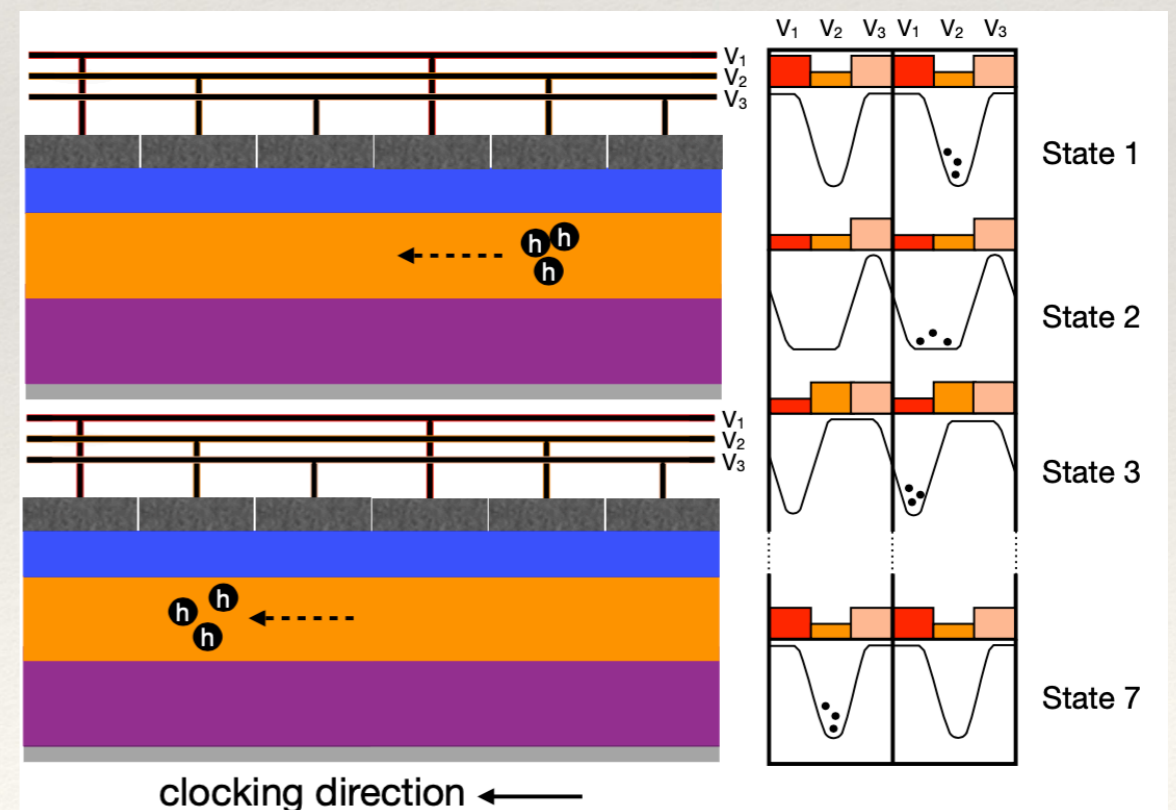 V₁ V₂ V₃ V₁ V₂ V₃
V₁
V₂
V₃
State 1
h h
h
State 2
V₁
V₂
V₃
State 3
h h
h
State 7
clocking direction